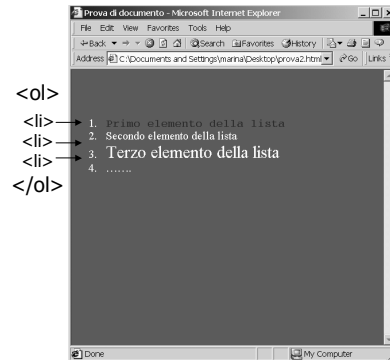 Prova di documento - Microsoft Internet Explorer
File Edit View Favorites Tools Help
Back Search Favorites History
Address C:\Documents and Settings\marina\Desktop\prova2.html Go Links
<ol>
<li> 1. Primo elemento della lista
<li> 2. Secondo elemento della lista
<li> 3. Terzo elemento della lista
4. .......
</ol>
Done My Computer